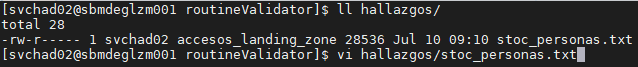 [svchad02@sbmdeglzm001 routineValidator]$ ll hallazgos/
total 28
-rw-r----- 1 svchad02 accesos_landing_zone 28536 Jul 10 09:10 stoc_personas.txt
[svchad02@sbmdeglzm001 routineValidator]$ vi hallazgos/stoc_personas.txt